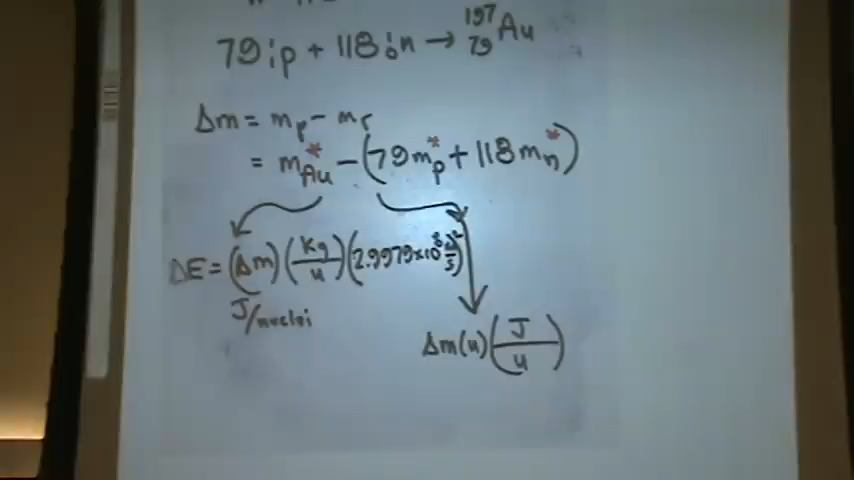 79 ¹₁p + 118 ¹₀n → ¹⁹⁷₇₉Au
Δm = mₚ − mᵣ
= m*Au − (79m*p + 118m*n)
ΔE = (Δm)(Kg/u)(2.9979×10⁸ m/s)²
J/nuclei
Δm(u)(J/u)